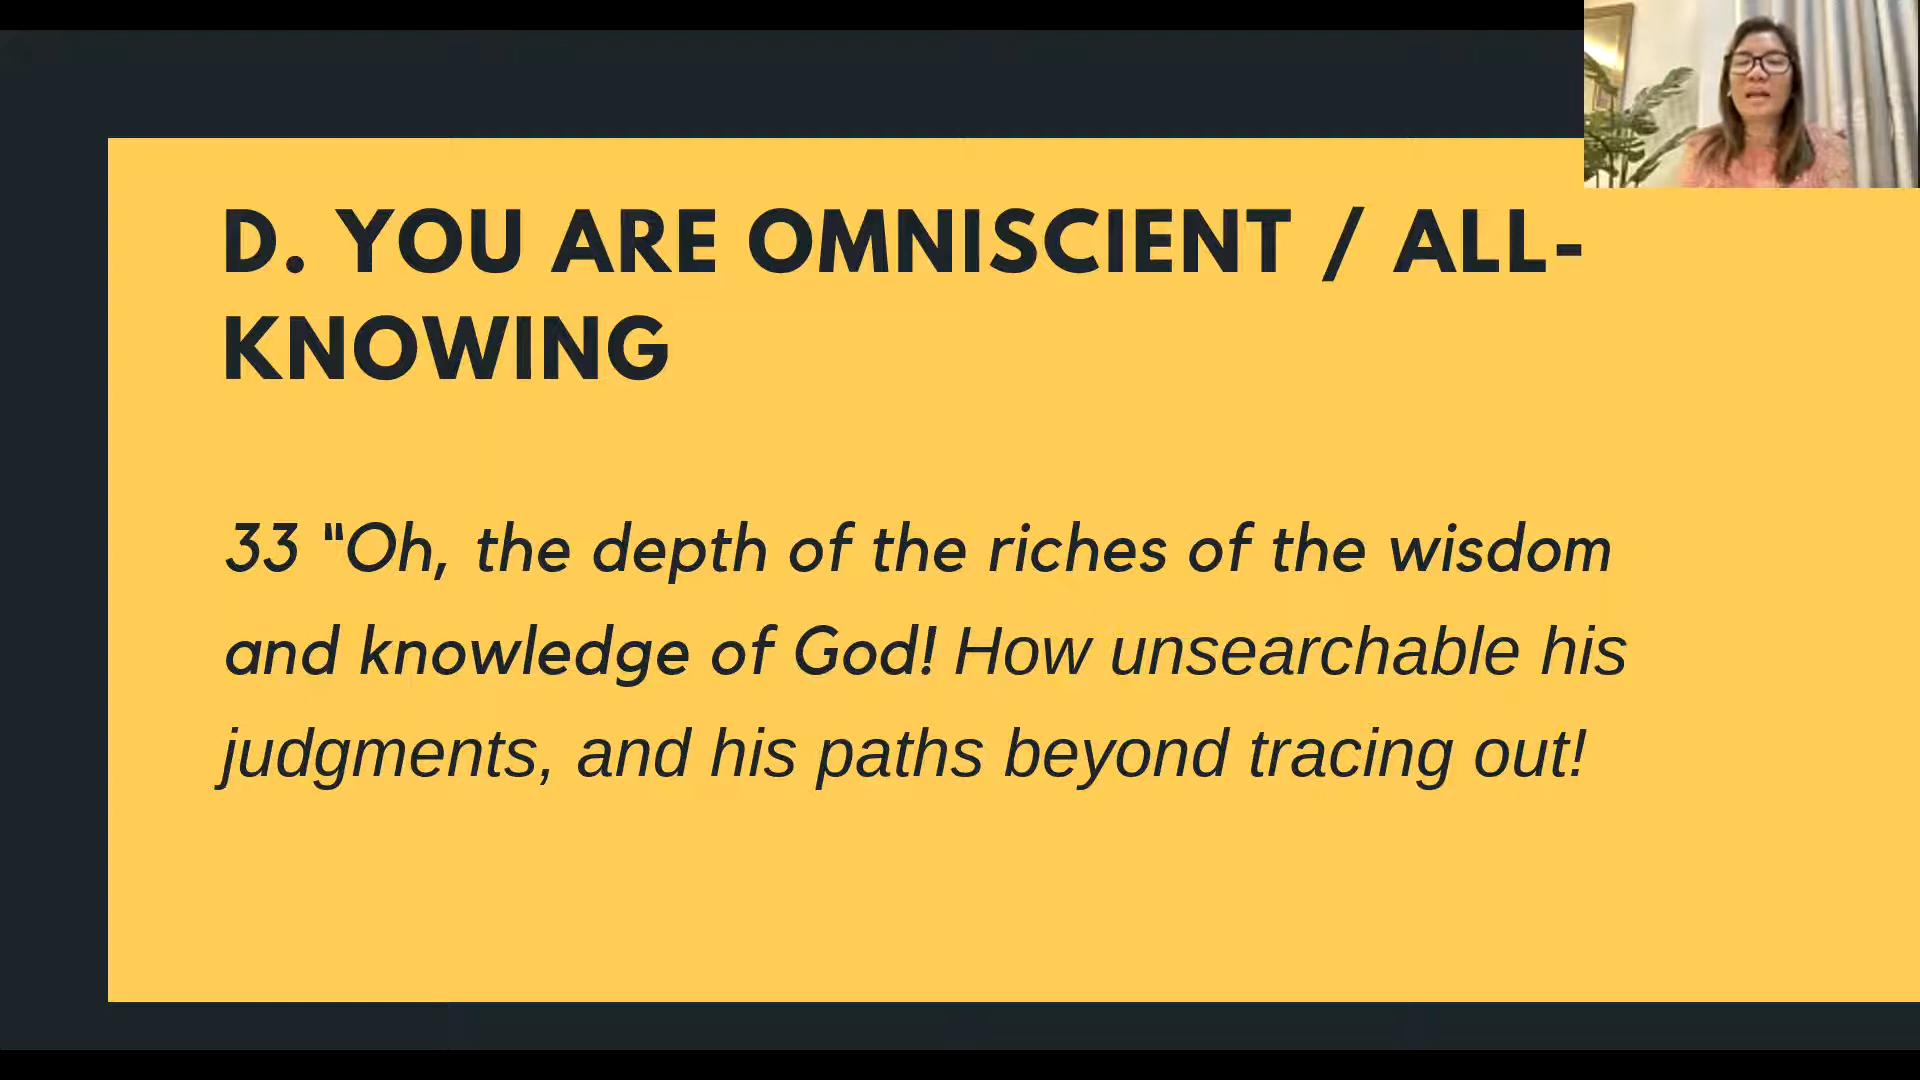 D. YOU ARE OMNISCIENT / ALL-
KNOWING
33 "Oh, the depth of the riches of the wisdom
and knowledge of God! How unsearchable his
judgments, and his paths beyond tracing out!